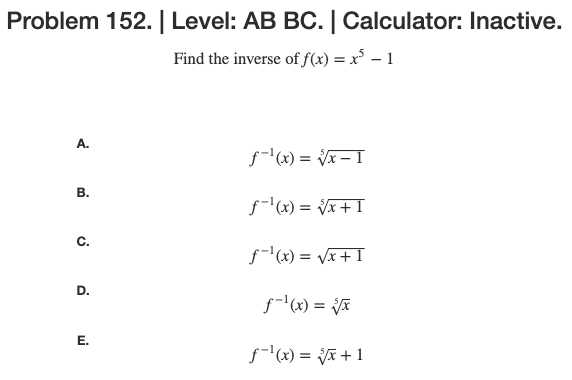 Problem 152. | Level: AB BC. | Calculator: Inactive.
Find the inverse of f(x) = x⁵ − 1
A. f⁻¹(x) = ⁵√(x − 1)
B. f⁻¹(x) = ⁵√(x + 1)
C. f⁻¹(x) = √(x + 1)
D. f⁻¹(x) = ⁵√x
E. f⁻¹(x) = ⁵√x + 1